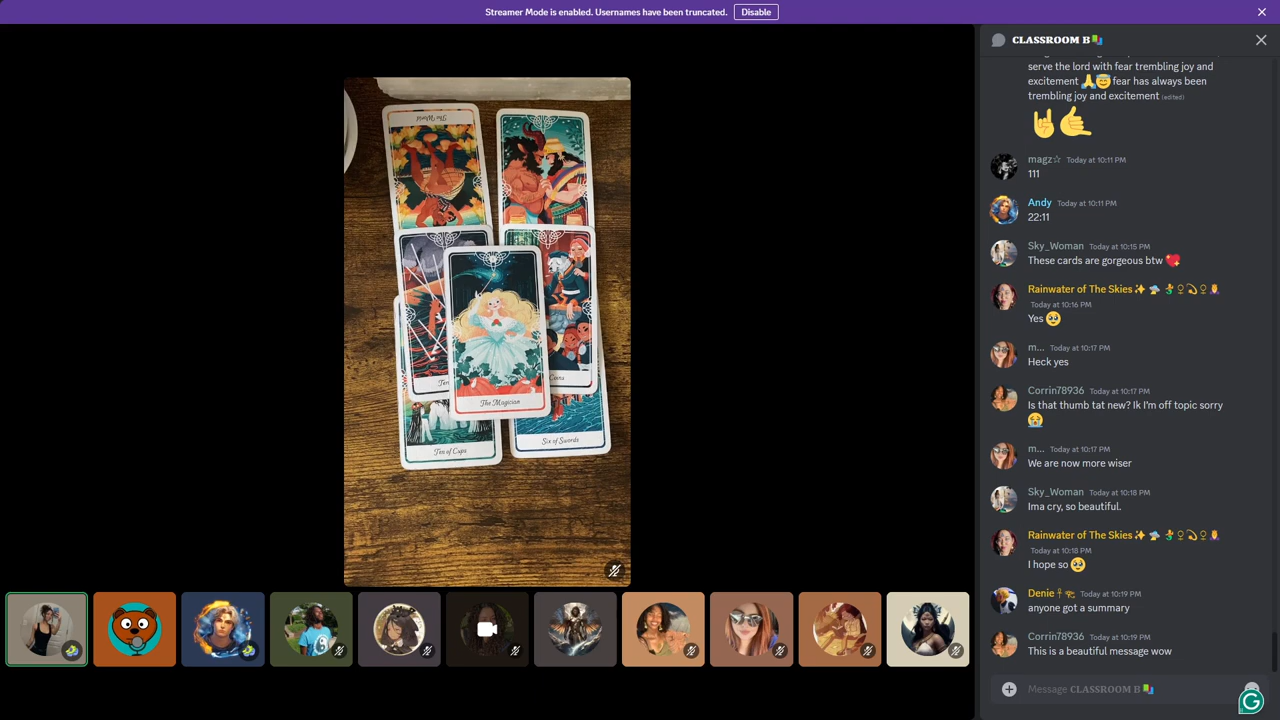 Streamer Mode is enabled. Usernames have been truncated. Disable
CLASSROOM B
serve the lord with fear trembling joy and
excitement 🙏😇 fear has always been
trembling joy and excitement (edited)
🤘🤙
magz☆ Today at 10:11 PM
111
Andy Today at 10:11 PM
22:11
Sky_Woman Today at 10:15 PM
These cards are gorgeous btw 💖
Rainwater of The Skies
Today at 10:16 PM
Yes 🥹
m... Today at 10:17 PM
Heck yes
Corrin78936 Today at 10:17 PM
Is that thumb tat new? Ik I'm off topic sorry
😭
m... Today at 10:17 PM
We are now more wiser
Sky_Woman Today at 10:18 PM
Ima cry, so beautiful.
Rainwater of The Skies
Today at 10:18 PM
I hope so 🥹
Denie Today at 10:19 PM
anyone got a summary
Corrin78936 Today at 10:19 PM
This is a beautiful message wow
Message CLASSROOM B
The World
The Magician
Ten of Cups
Six of Swords